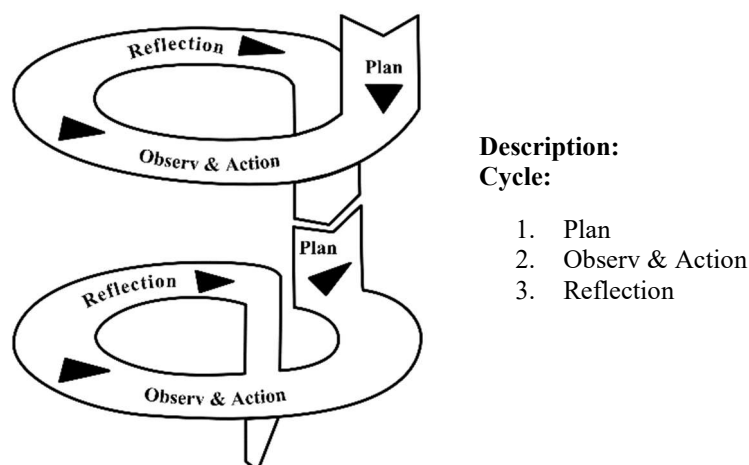 Reflection
Plan
Observ & Action
Plan
Reflection
Observ & Action
Description:
Cycle:
1. Plan
2. Observ & Action
3. Reflection